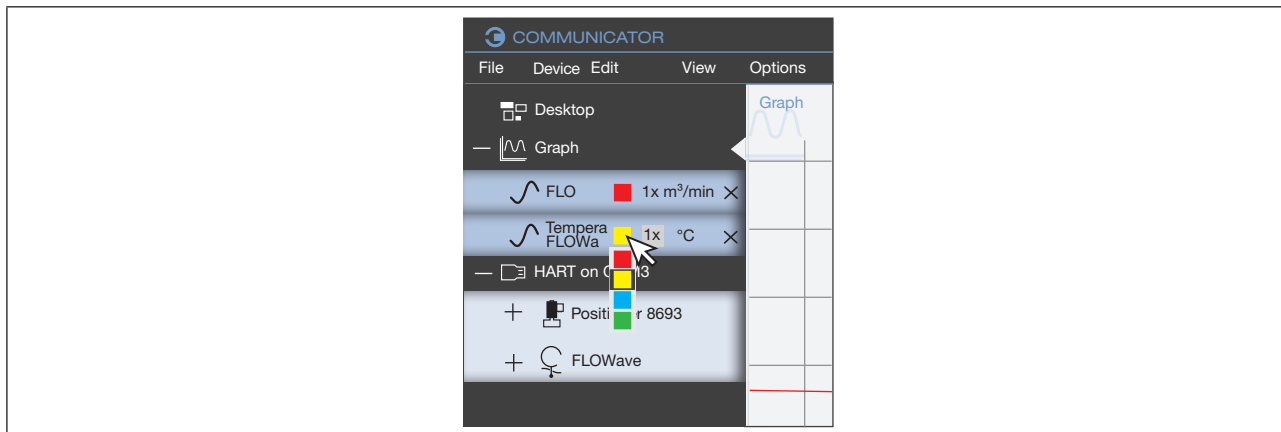 COMMUNICATOR
File Device Edit View Options
Desktop
Graph
Graph
FLO 1x m³/min
Tempera
FLOWa 1x °C
HART on
Positi r 8693
FLOWave